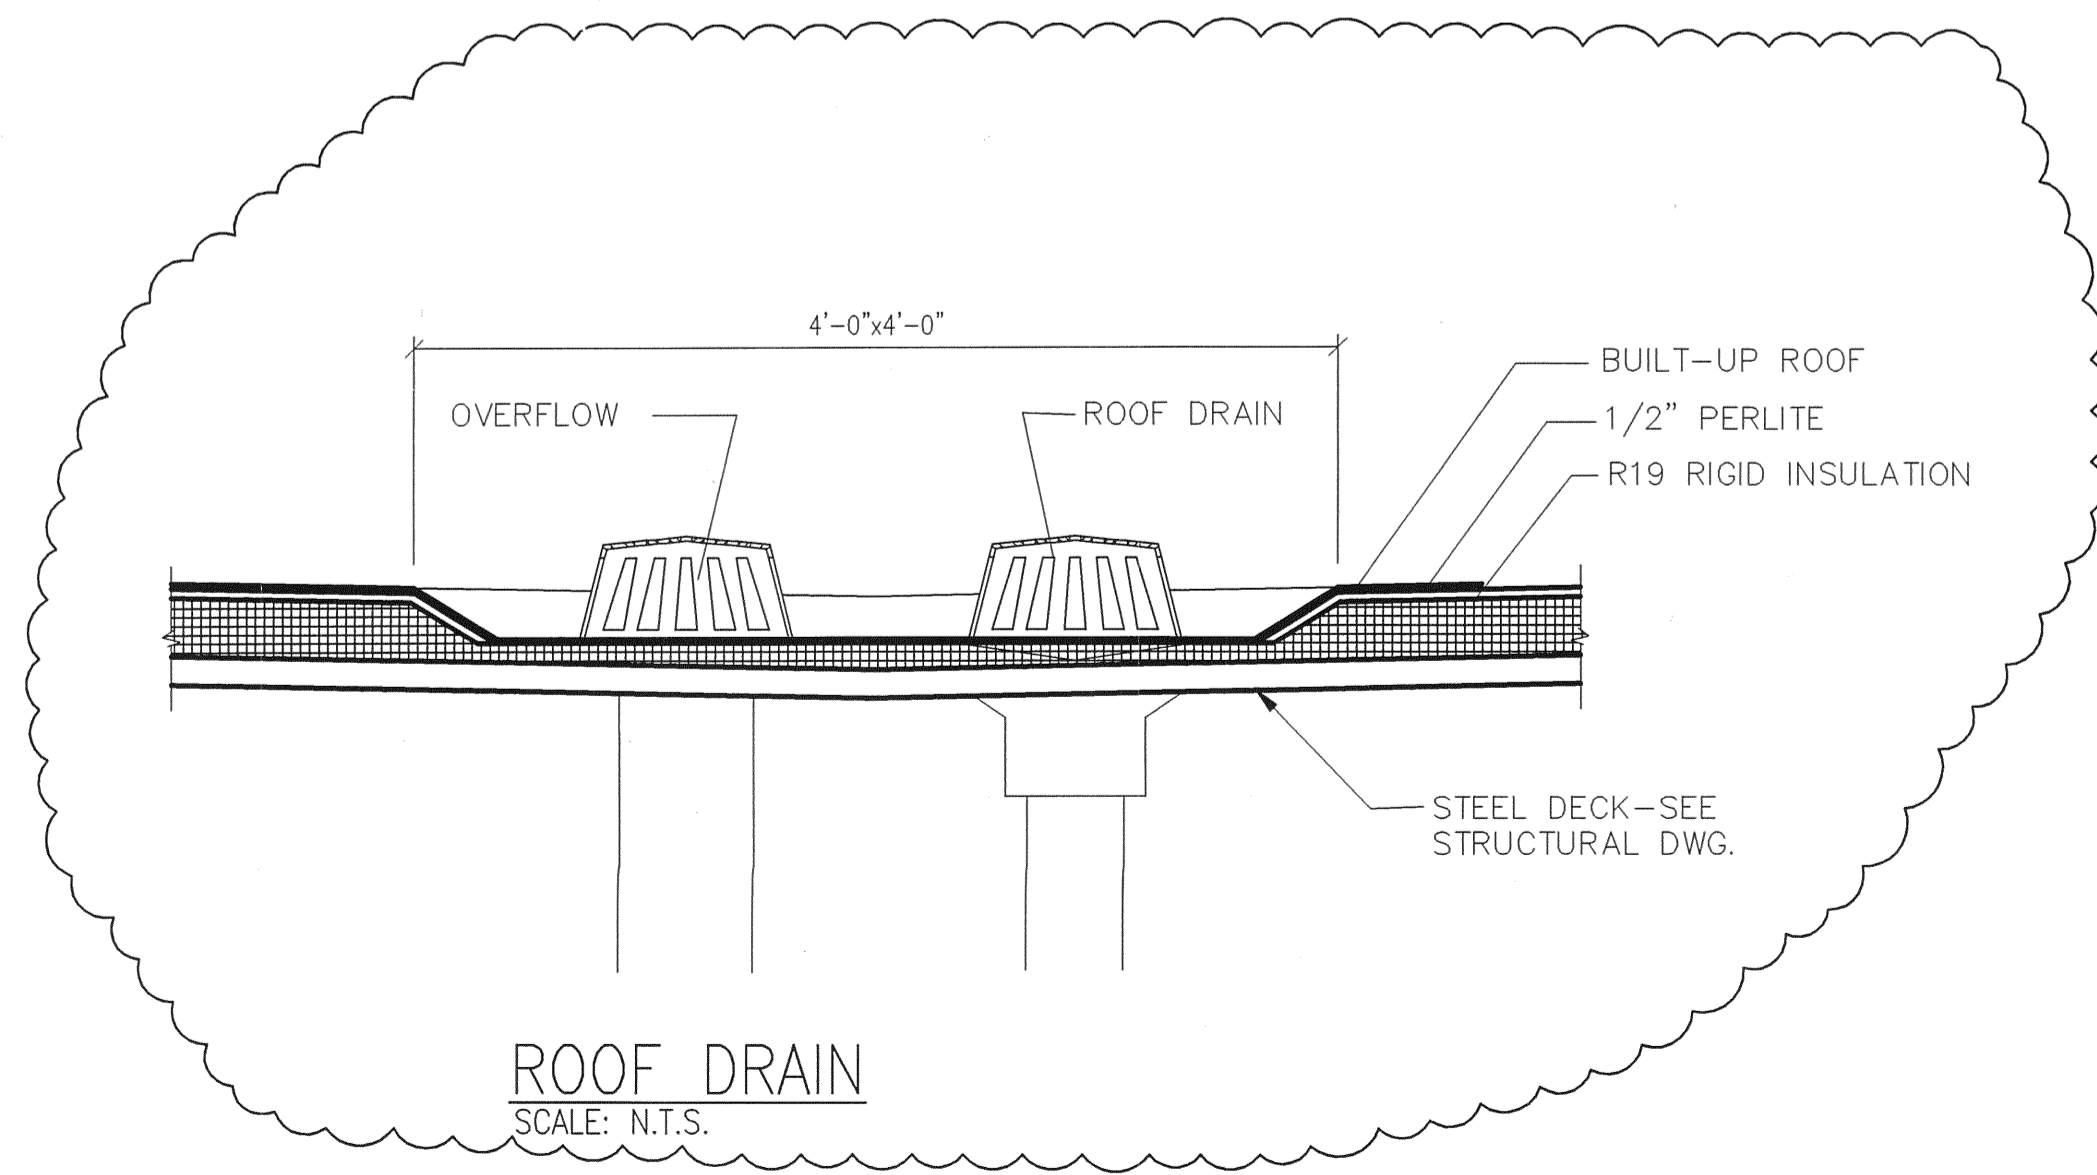 4'-0"x4'-0"
BUILT-UP ROOF
OVERFLOW
ROOF DRAIN
1/2" PERLITE
R19 RIGID INSULATION
STEEL DECK-SEE
STRUCTURAL DWG.
ROOF DRAIN
SCALE: N.T.S.